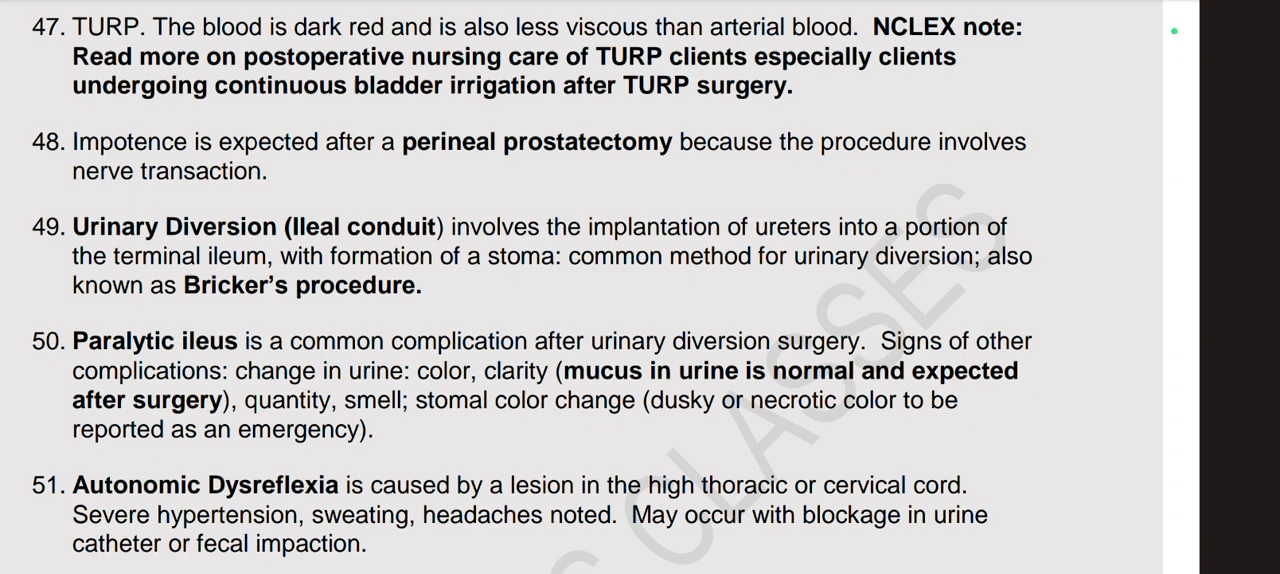 47. TURP. The blood is dark red and is also less viscous than arterial blood. NCLEX note:
Read more on postoperative nursing care of TURP clients especially clients
undergoing continuous bladder irrigation after TURP surgery.
48. Impotence is expected after a perineal prostatectomy because the procedure involves
nerve transaction.
49. Urinary Diversion (Ileal conduit) involves the implantation of ureters into a portion of
the terminal ileum, with formation of a stoma: common method for urinary diversion; also
known as Bricker’s procedure.
50. Paralytic ileus is a common complication after urinary diversion surgery. Signs of other
complications: change in urine: color, clarity (mucus in urine is normal and expected
after surgery), quantity, smell; stomal color change (dusky or necrotic color to be
reported as an emergency).
51. Autonomic Dysreflexia is caused by a lesion in the high thoracic or cervical cord.
Severe hypertension, sweating, headaches noted. May occur with blockage in urine
catheter or fecal impaction.
CLASSES